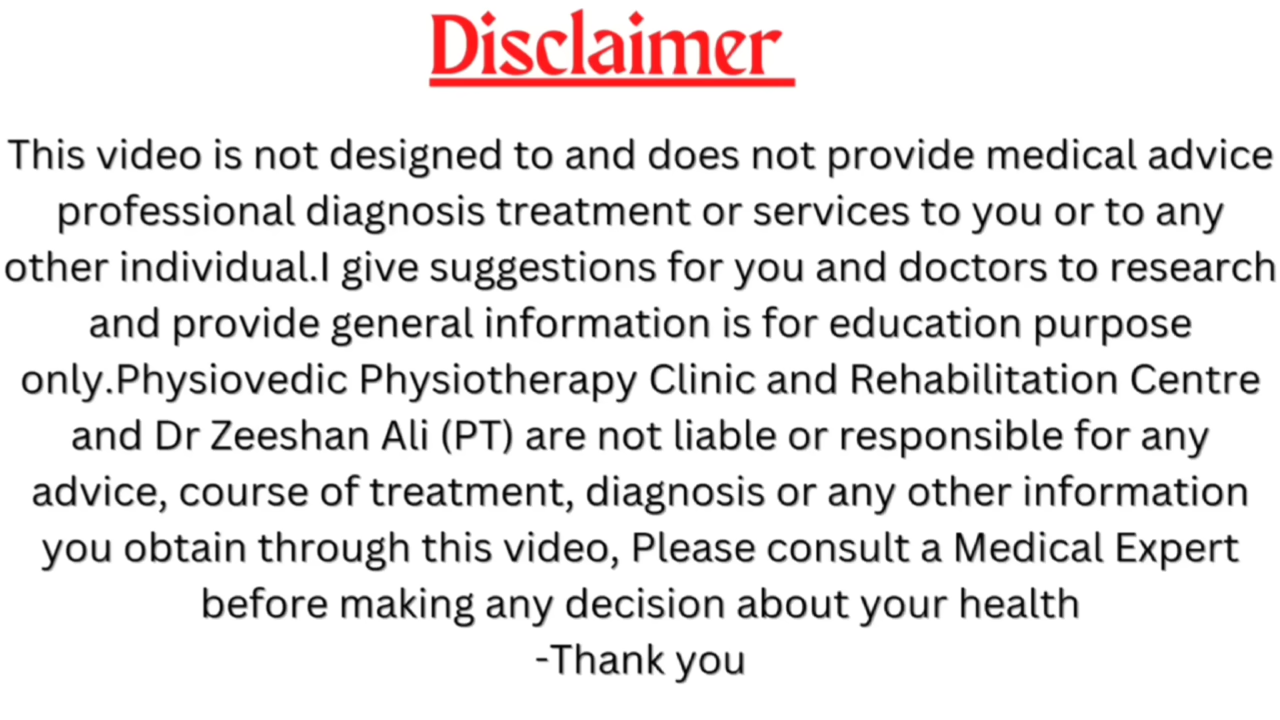 Disclaimer
This video is not designed to and does not provide medical advice
professional diagnosis treatment or services to you or to any
other individual.I give suggestions for you and doctors to research
and provide general information is for education purpose
only.Physiovedic Physiotherapy Clinic and Rehabilitation Centre
and Dr Zeeshan Ali (PT) are not liable or responsible for any
advice, course of treatment, diagnosis or any other information
you obtain through this video, Please consult a Medical Expert
before making any decision about your health
-Thank you